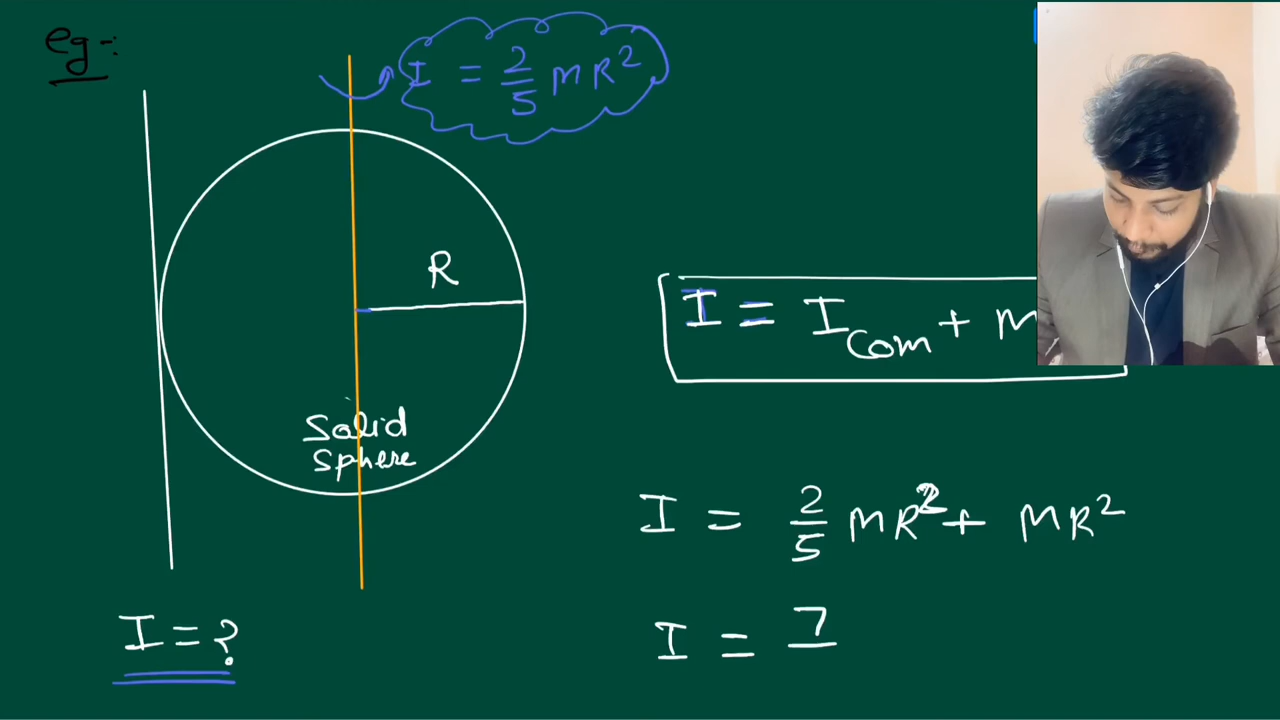 eg-:
I = 2/5 MR²
R
Solid
Sphere
I = I_com + M
I = 2/5 MR² + MR²
I = 7
I = ?